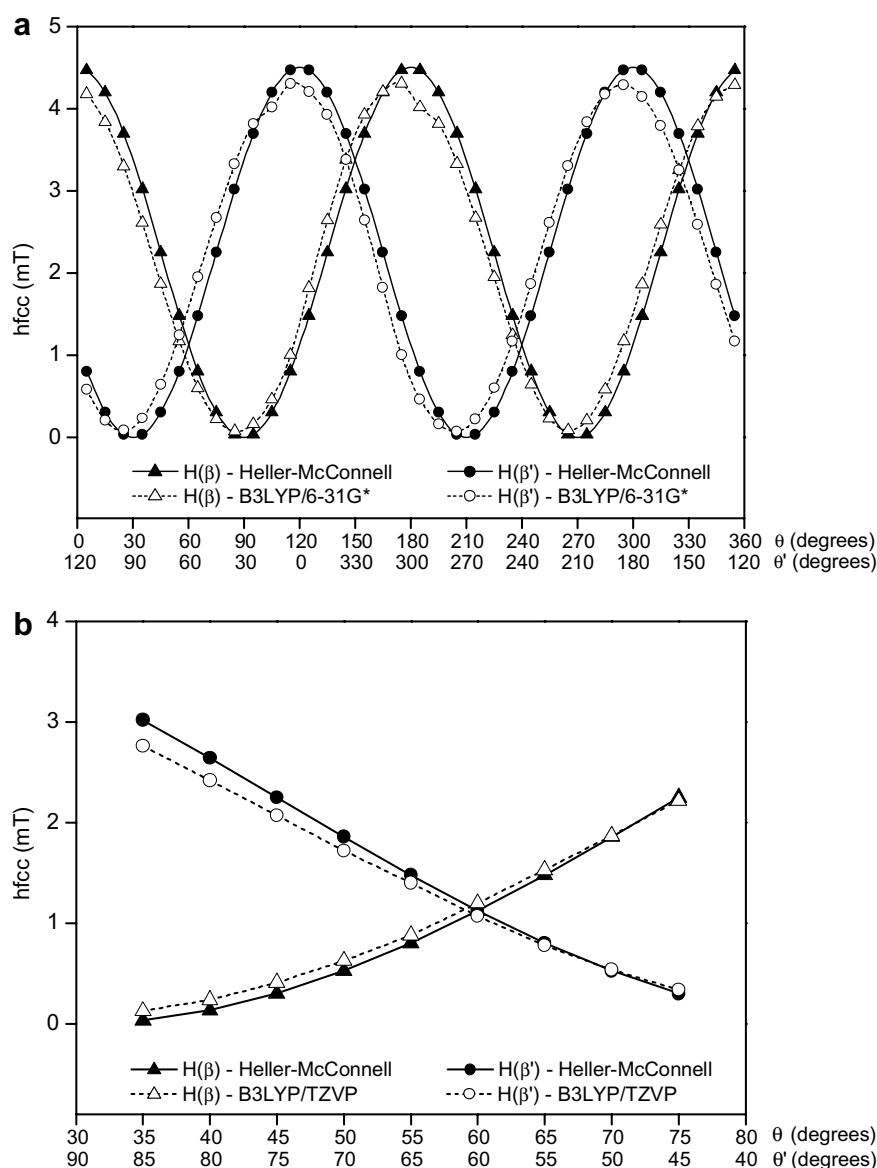 a
5
4
3
2
1
0
hfcc (mT)
H(β) - Heller-McConnell
H(β') - Heller-McConnell
H(β) - B3LYP/6-31G*
H(β') - B3LYP/6-31G*
0 30 60 90 120 150 180 210 240 270 300 330 360 θ (degrees)
120 90 60 30 0 330 300 270 240 210 180 150 120 θ' (degrees)
b
4
3
2
1
0
hfcc (mT)
H(β) - Heller-McConnell
H(β') - Heller-McConnell
H(β) - B3LYP/TZVP
H(β') - B3LYP/TZVP
30 35 40 45 50 55 60 65 70 75 80 θ (degrees)
90 85 80 75 70 65 60 55 50 45 40 θ' (degrees)